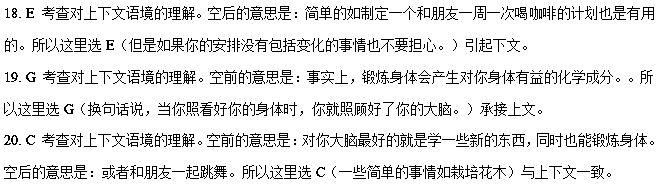 18. E 考查对上下文语境的理解。空后的意思是：简单的如制定一个和朋友一周一次喝咖啡的计划也是有用
的。所以这里选 E（但是如果你的安排没有包括变化的事情也不要担心。）引起下文。
19. G 考查对上下文语境的理解。空前的意思是：事实上，锻炼身体会产生对你身体有益的化学成分。。所
以这里选 G（换句话说，当你照看好你的身体时，你就照顾好了你的大脑。）承接上文。
20. C 考查对上下文语境的理解。空前的意思是：对你大脑最好的就是学一些新的东西，同时也能锻炼身体。
空后的意思是：或者和朋友一起跳舞。所以这里选 C（一些简单的事情如栽培花木）与上下文一致。